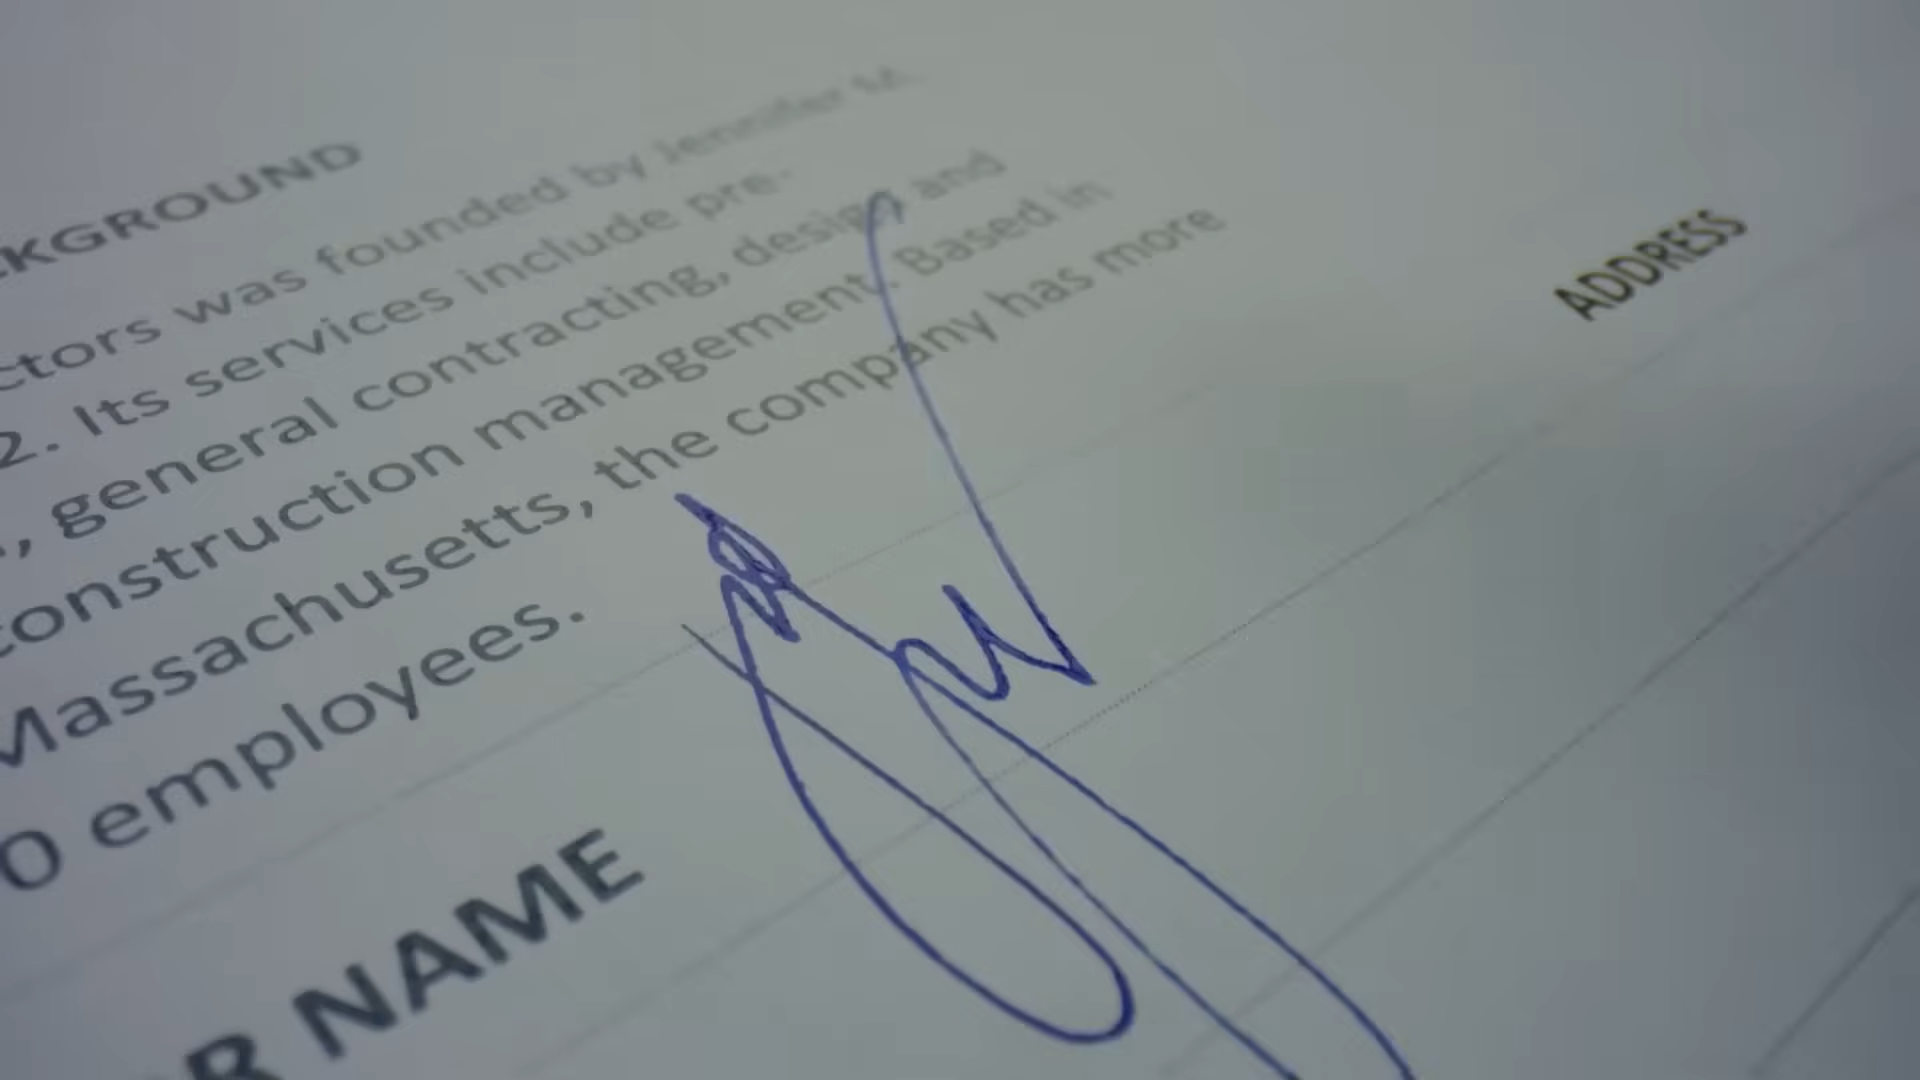 KGROUND
ctors was founded by Jennifer M.
2. Its services include pre-
, general contracting, design and
construction management. Based in
Massachusetts, the company has more
0 employees.
R NAME
ADDRESS